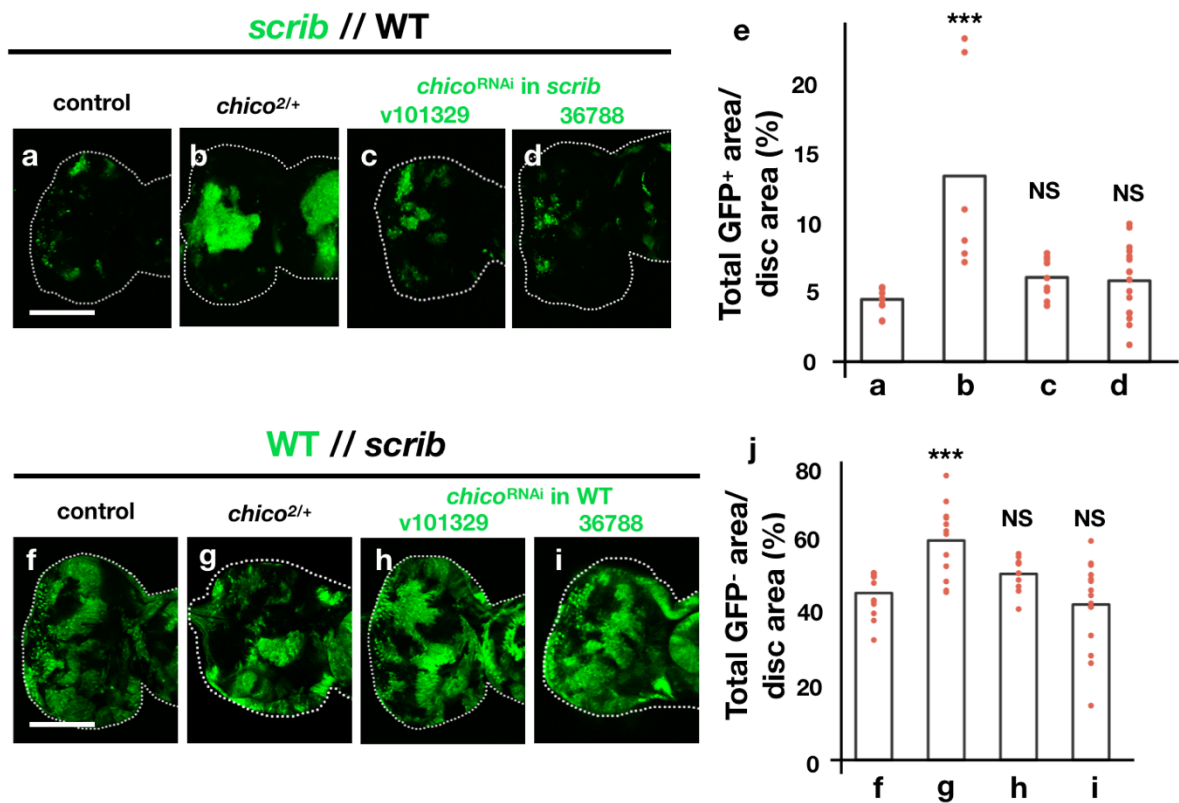 scrib // WT
control
chico2/+
chicoRNAi in scrib
v101329
36788
a
b
c
d
e
Total GFP+ area/
disc area (%)
20
15
10
5
0
***
NS
NS
a
b
c
d
WT // scrib
control
chico2/+
chicoRNAi in WT
v101329
36788
f
g
h
i
j
Total GFP- area/
disc area (%)
80
60
40
20
0
***
NS
NS
f
g
h
i